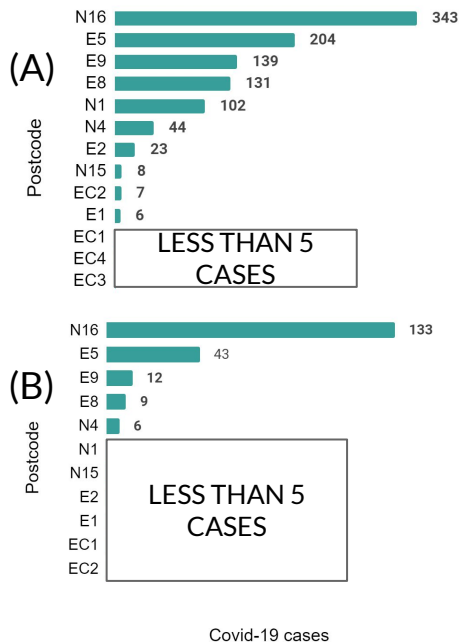 N16 343
E5 204
(A)
E9 139
E8 131
N1 102
N4 44
E2 23
Postcode
N15 8
EC2 7
E1 6
EC1
LESS THAN 5
EC4
CASES
EC3
N16 133
E5 43
(B)
E9 12
E8 9
N4 6
Postcode
N1
N15
E2
LESS THAN 5
E1
CASES
EC1
EC2
Covid-19 cases